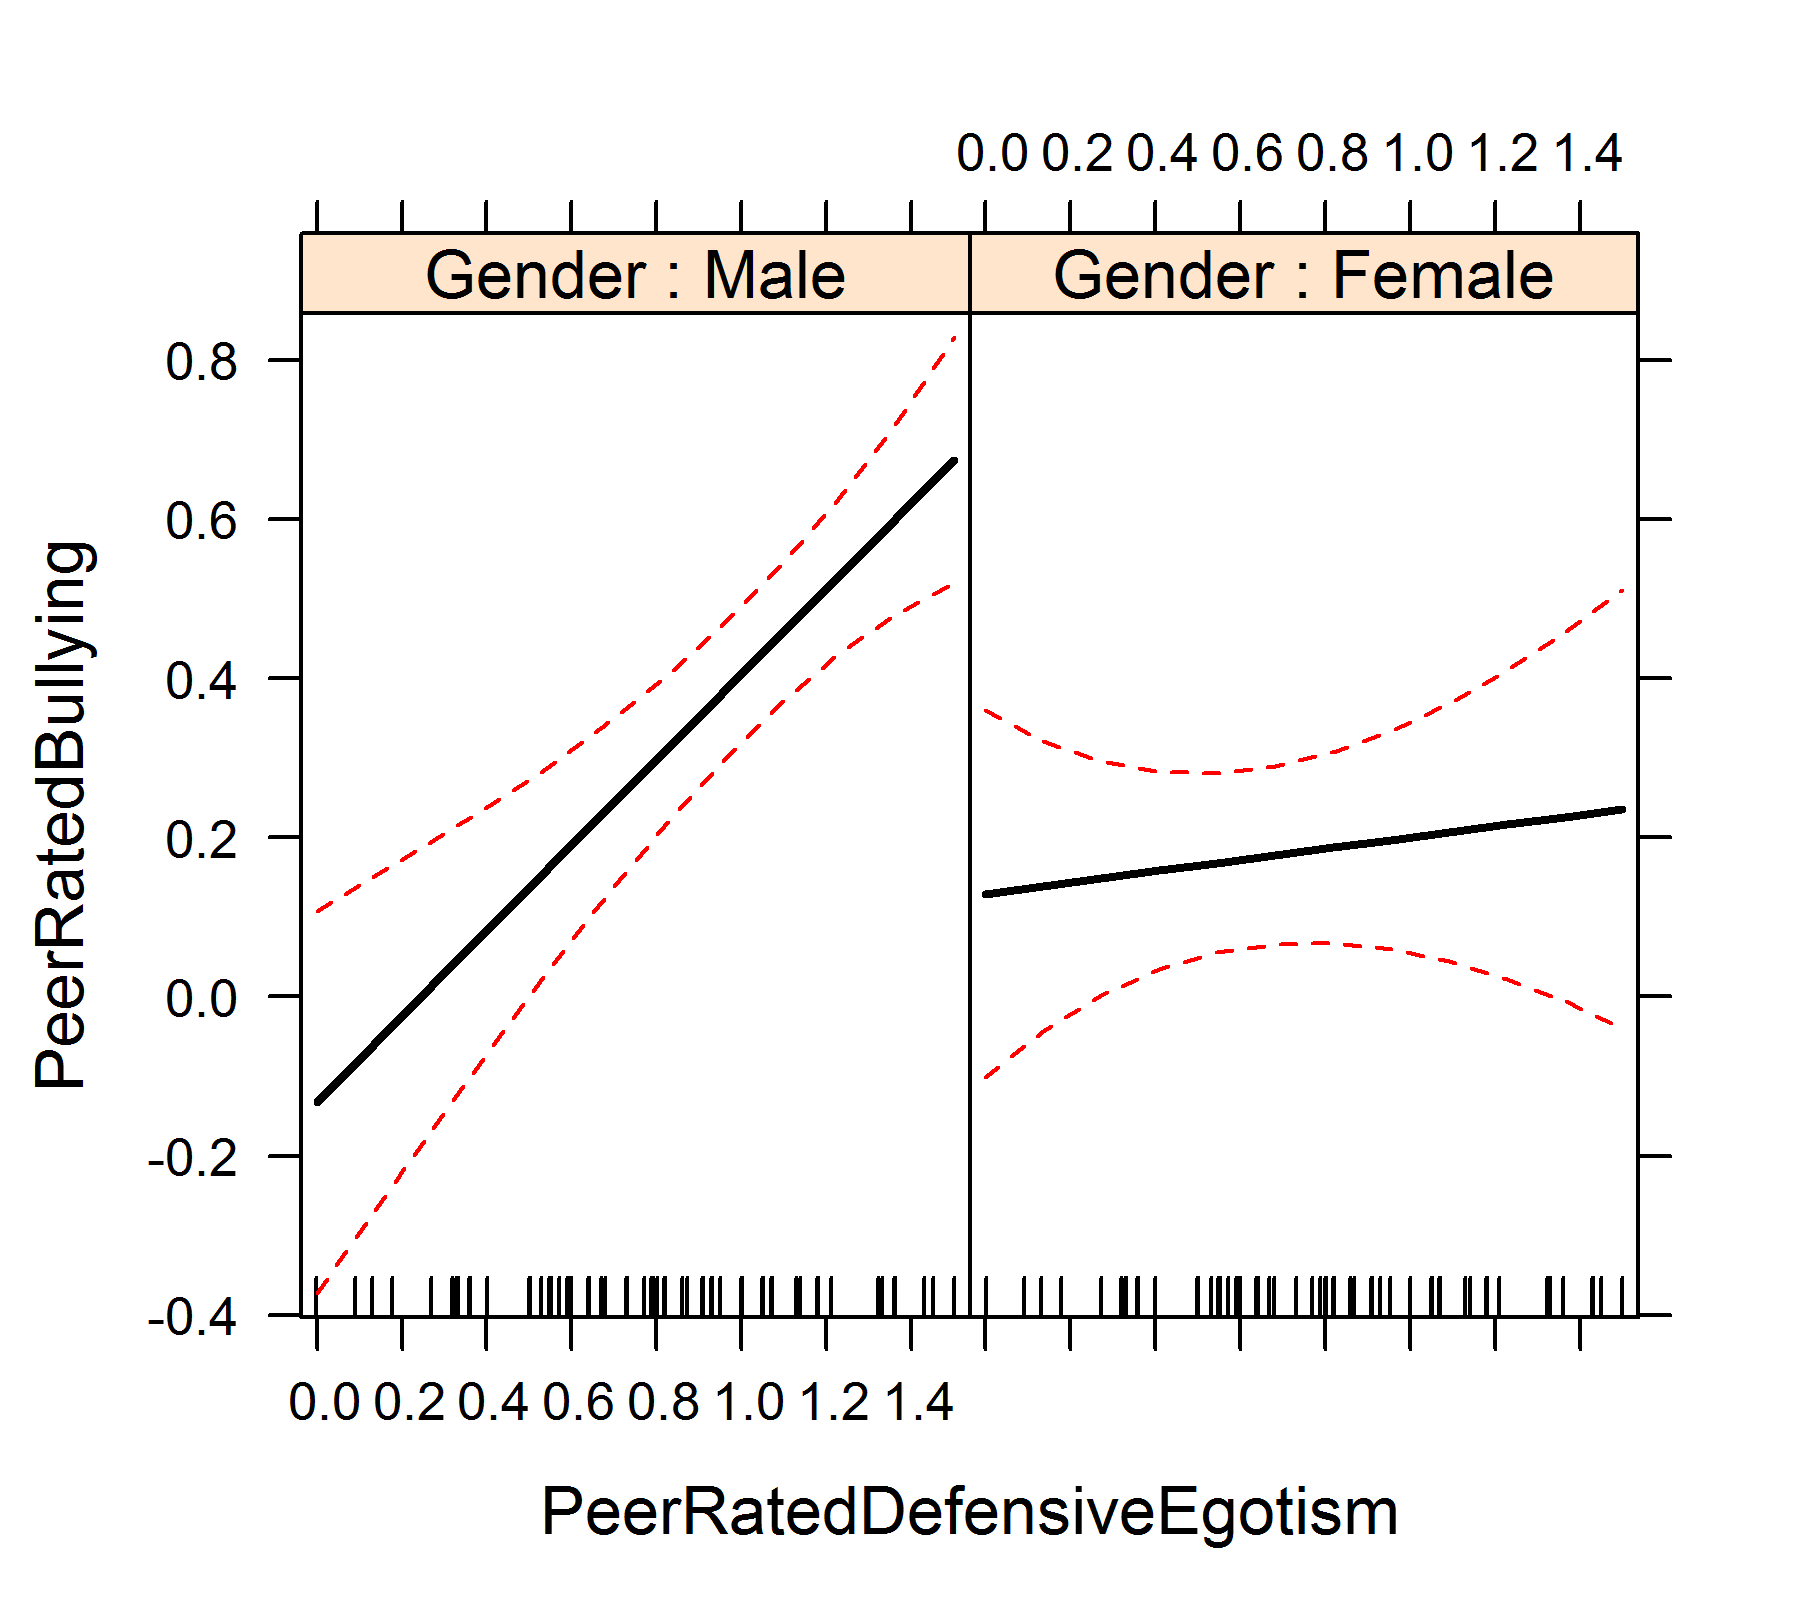 0.0 0.2 0.4 0.6 0.8 1.0 1.2 1.4
Gender : Male
Gender : Female
0.8
0.6
0.4
0.2
0.0
-0.2
-0.4
PeerRatedBullying
0.0 0.2 0.4 0.6 0.8 1.0 1.2 1.4
PeerRatedDefensiveEgotism